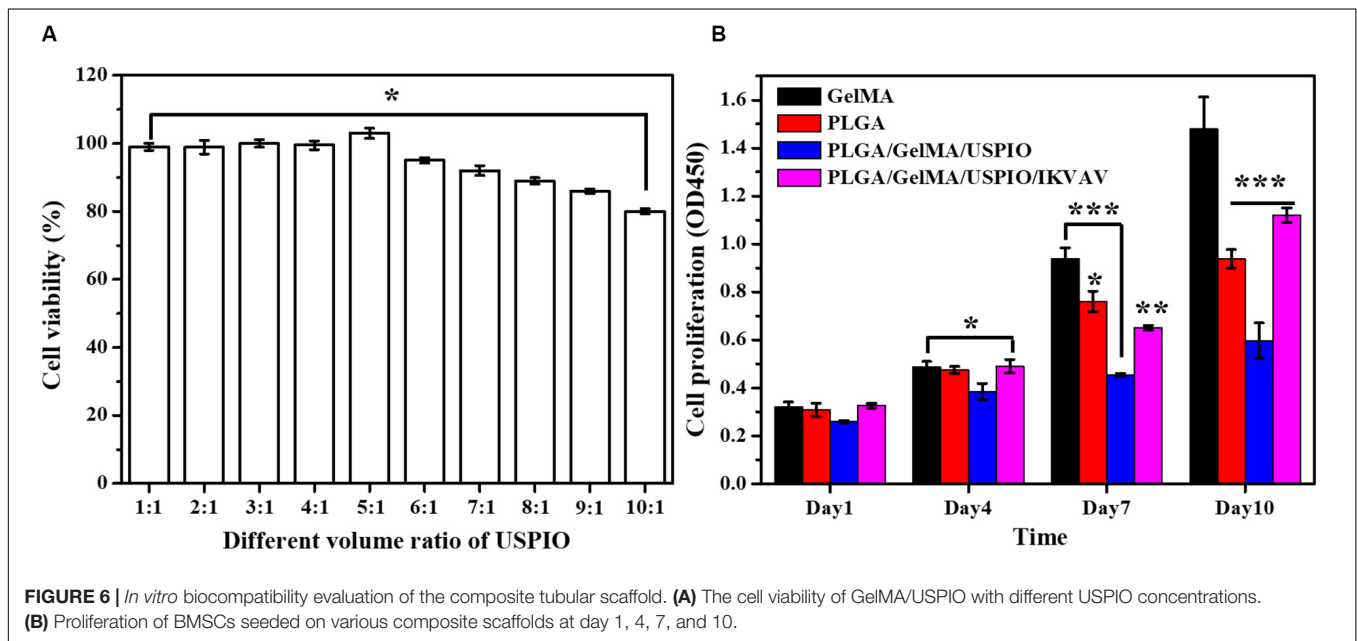 A
120
100
80
60
40
20
0
Cell viability (%)
*
1:1 2:1 3:1 4:1 5:1 6:1 7:1 8:1 9:1 10:1
Different volume ratio of USPIO
B
1.6
1.4
1.2
1.0
0.8
0.6
0.4
0.2
0.0
Cell proliferation (OD450)
GelMA
PLGA
PLGA/GelMA/USPIO
PLGA/GelMA/USPIO/IKVAV
*
***
*
**
***
Day1 Day4 Day7 Day10
Time
FIGURE 6 | In vitro biocompatibility evaluation of the composite tubular scaffold. (A) The cell viability of GelMA/USPIO with different USPIO concentrations.
(B) Proliferation of BMSCs seeded on various composite scaffolds at day 1, 4, 7, and 10.